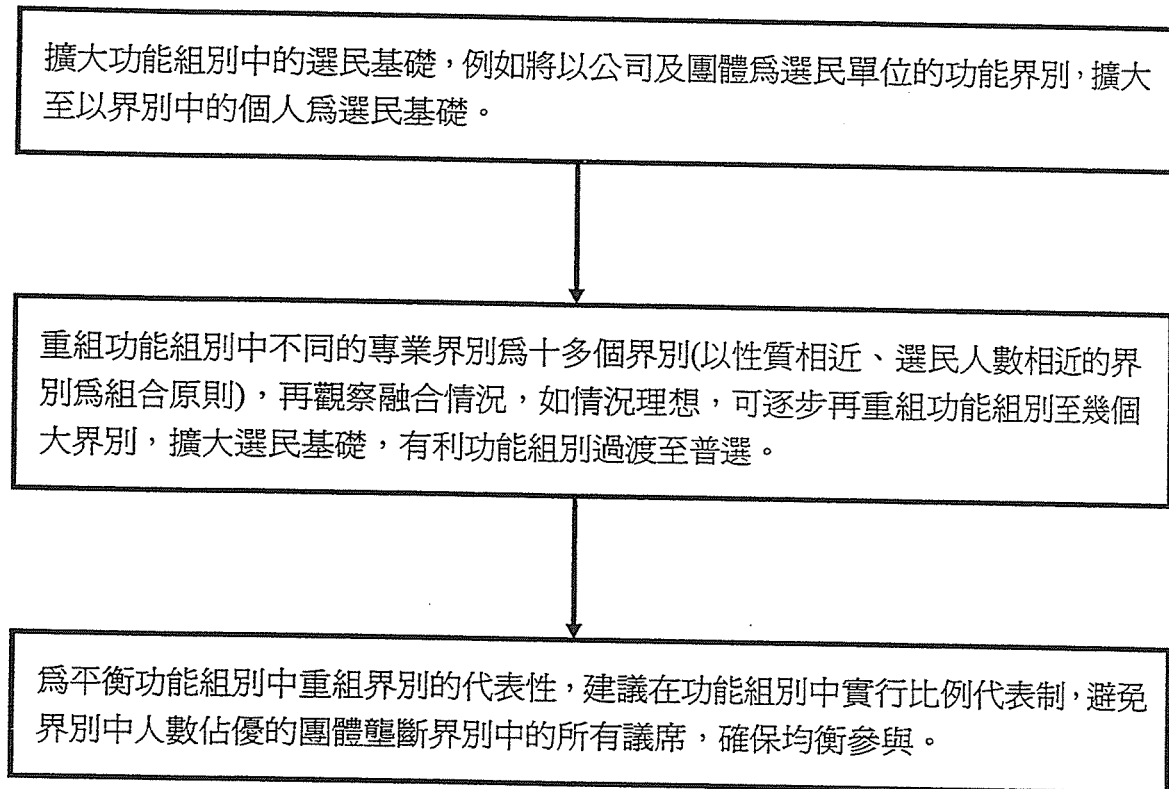 擴大功能組別中的選民基礎，例如將以公司及團體爲選民單位的功能界別，擴大
至以界別中的個人爲選民基礎。
重組功能組別中不同的專業界別爲十多個界別(以性質相近、選民人數相近的界
別爲組合原則)，再觀察融合情況，如情況理想，可逐步再重組功能組別至幾個
大界別，擴大選民基礎，有利功能組別過渡至普選。
爲平衡功能組別中重組界別的代表性，建議在功能組別中實行比例代表制，避免
界別中人數佔優的團體壟斷界別中的所有議席，確保均衡參與。